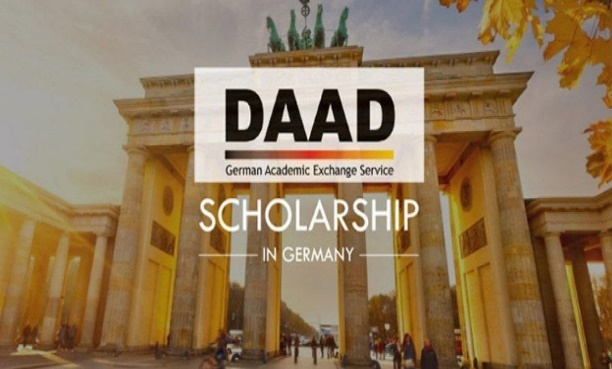 DAAD
German Academic Exchange Service
SCHOLARSHIP
IN GERMANY